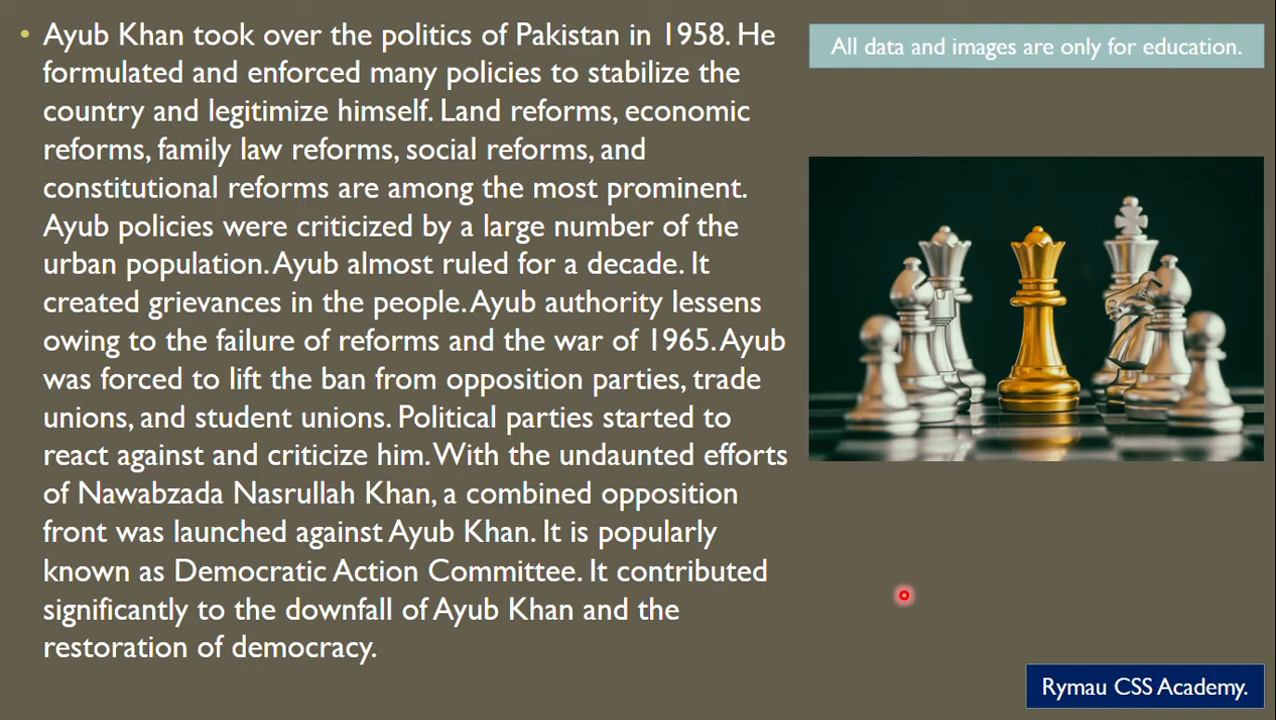 • Ayub Khan took over the politics of Pakistan in 1958. He
formulated and enforced many policies to stabilize the
country and legitimize himself. Land reforms, economic
reforms, family law reforms, social reforms, and
constitutional reforms are among the most prominent.
Ayub policies were criticized by a large number of the
urban population. Ayub almost ruled for a decade. It
created grievances in the people. Ayub authority lessens
owing to the failure of reforms and the war of 1965. Ayub
was forced to lift the ban from opposition parties, trade
unions, and student unions. Political parties started to
react against and criticize him. With the undaunted efforts
of Nawabzada Nasrullah Khan, a combined opposition
front was launched against Ayub Khan. It is popularly
known as Democratic Action Committee. It contributed
significantly to the downfall of Ayub Khan and the
restoration of democracy.
All data and images are only for education.
Rymau CSS Academy.